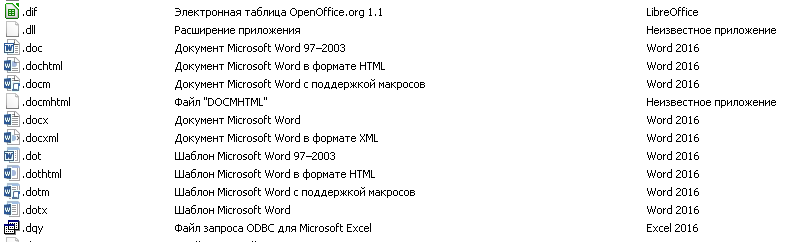 .dif Электронная таблица OpenOffice.org 1.1 LibreOffice
.dll Расширение приложения Неизвестное приложение
.doc Документ Microsoft Word 97–2003 Word 2016
.dochtml Документ Microsoft Word в формате HTML Word 2016
.docm Документ Microsoft Word с поддержкой макросов Word 2016
.docmhtml Файл "DOCMHTML" Неизвестное приложение
.docx Документ Microsoft Word Word 2016
.docxml Документ Microsoft Word в формате XML Word 2016
.dot Шаблон Microsoft Word 97–2003 Word 2016
.dothtml Шаблон Microsoft Word в формате HTML Word 2016
.dotm Шаблон Microsoft Word с поддержкой макросов Word 2016
.dotx Шаблон Microsoft Word Word 2016
.dqy Файл запроса ODBC для Microsoft Excel Excel 2016